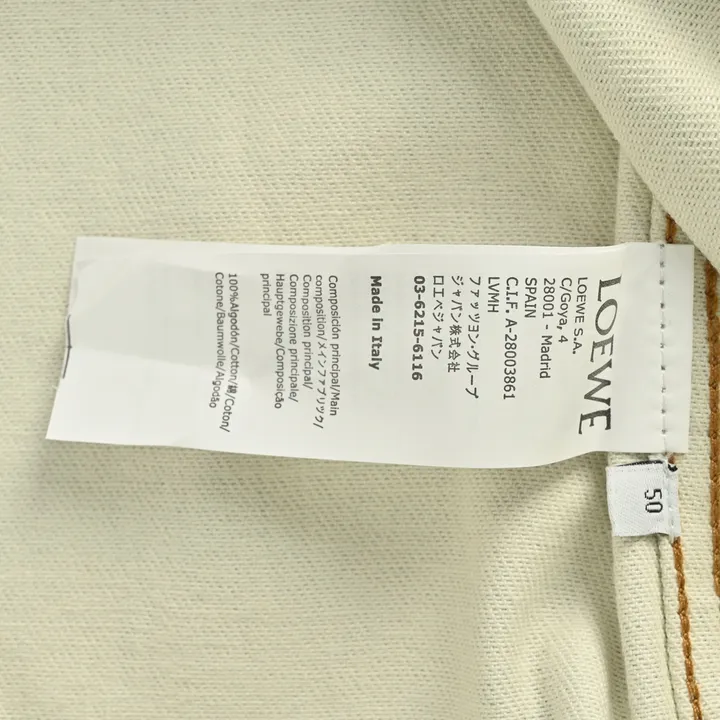 LOEWE
LOEWE S.A.
C/Goya, 4
28001 - Madrid
SPAIN
C.I.F. A-28003861
LVMH
ファッツヨン・グループ
ジャパン株式会社
ロエベジャパン
03-6215-6116
Made in Italy
Composición principal/Main
composition/メインファブリック/
Composition principal/
Composizione principale/
Hauptgewebe/Composição
principal
100%Algodón/Cotton/綿/Coton/
Cotone/Baumwolle/Algodão
50